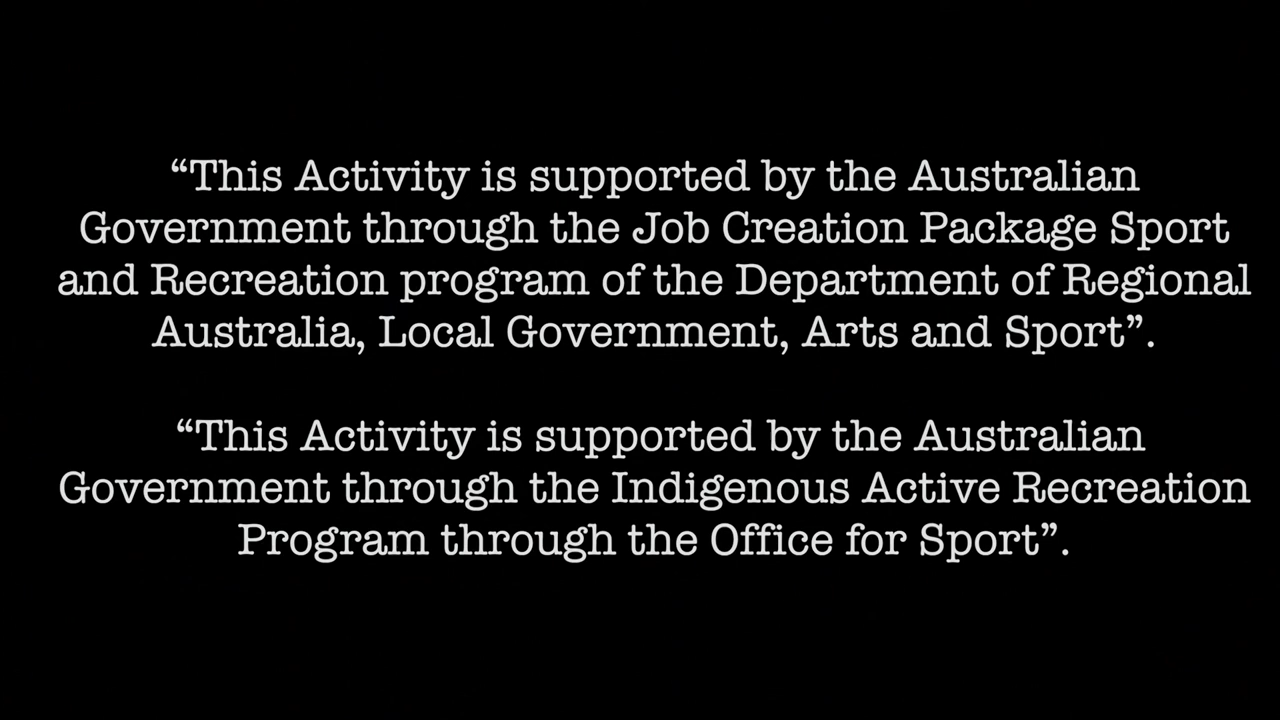 “This Activity is supported by the Australian
Government through the Job Creation Package Sport
and Recreation program of the Department of Regional
Australia, Local Government, Arts and Sport”.
“This Activity is supported by the Australian
Government through the Indigenous Active Recreation
Program through the Office for Sport”.